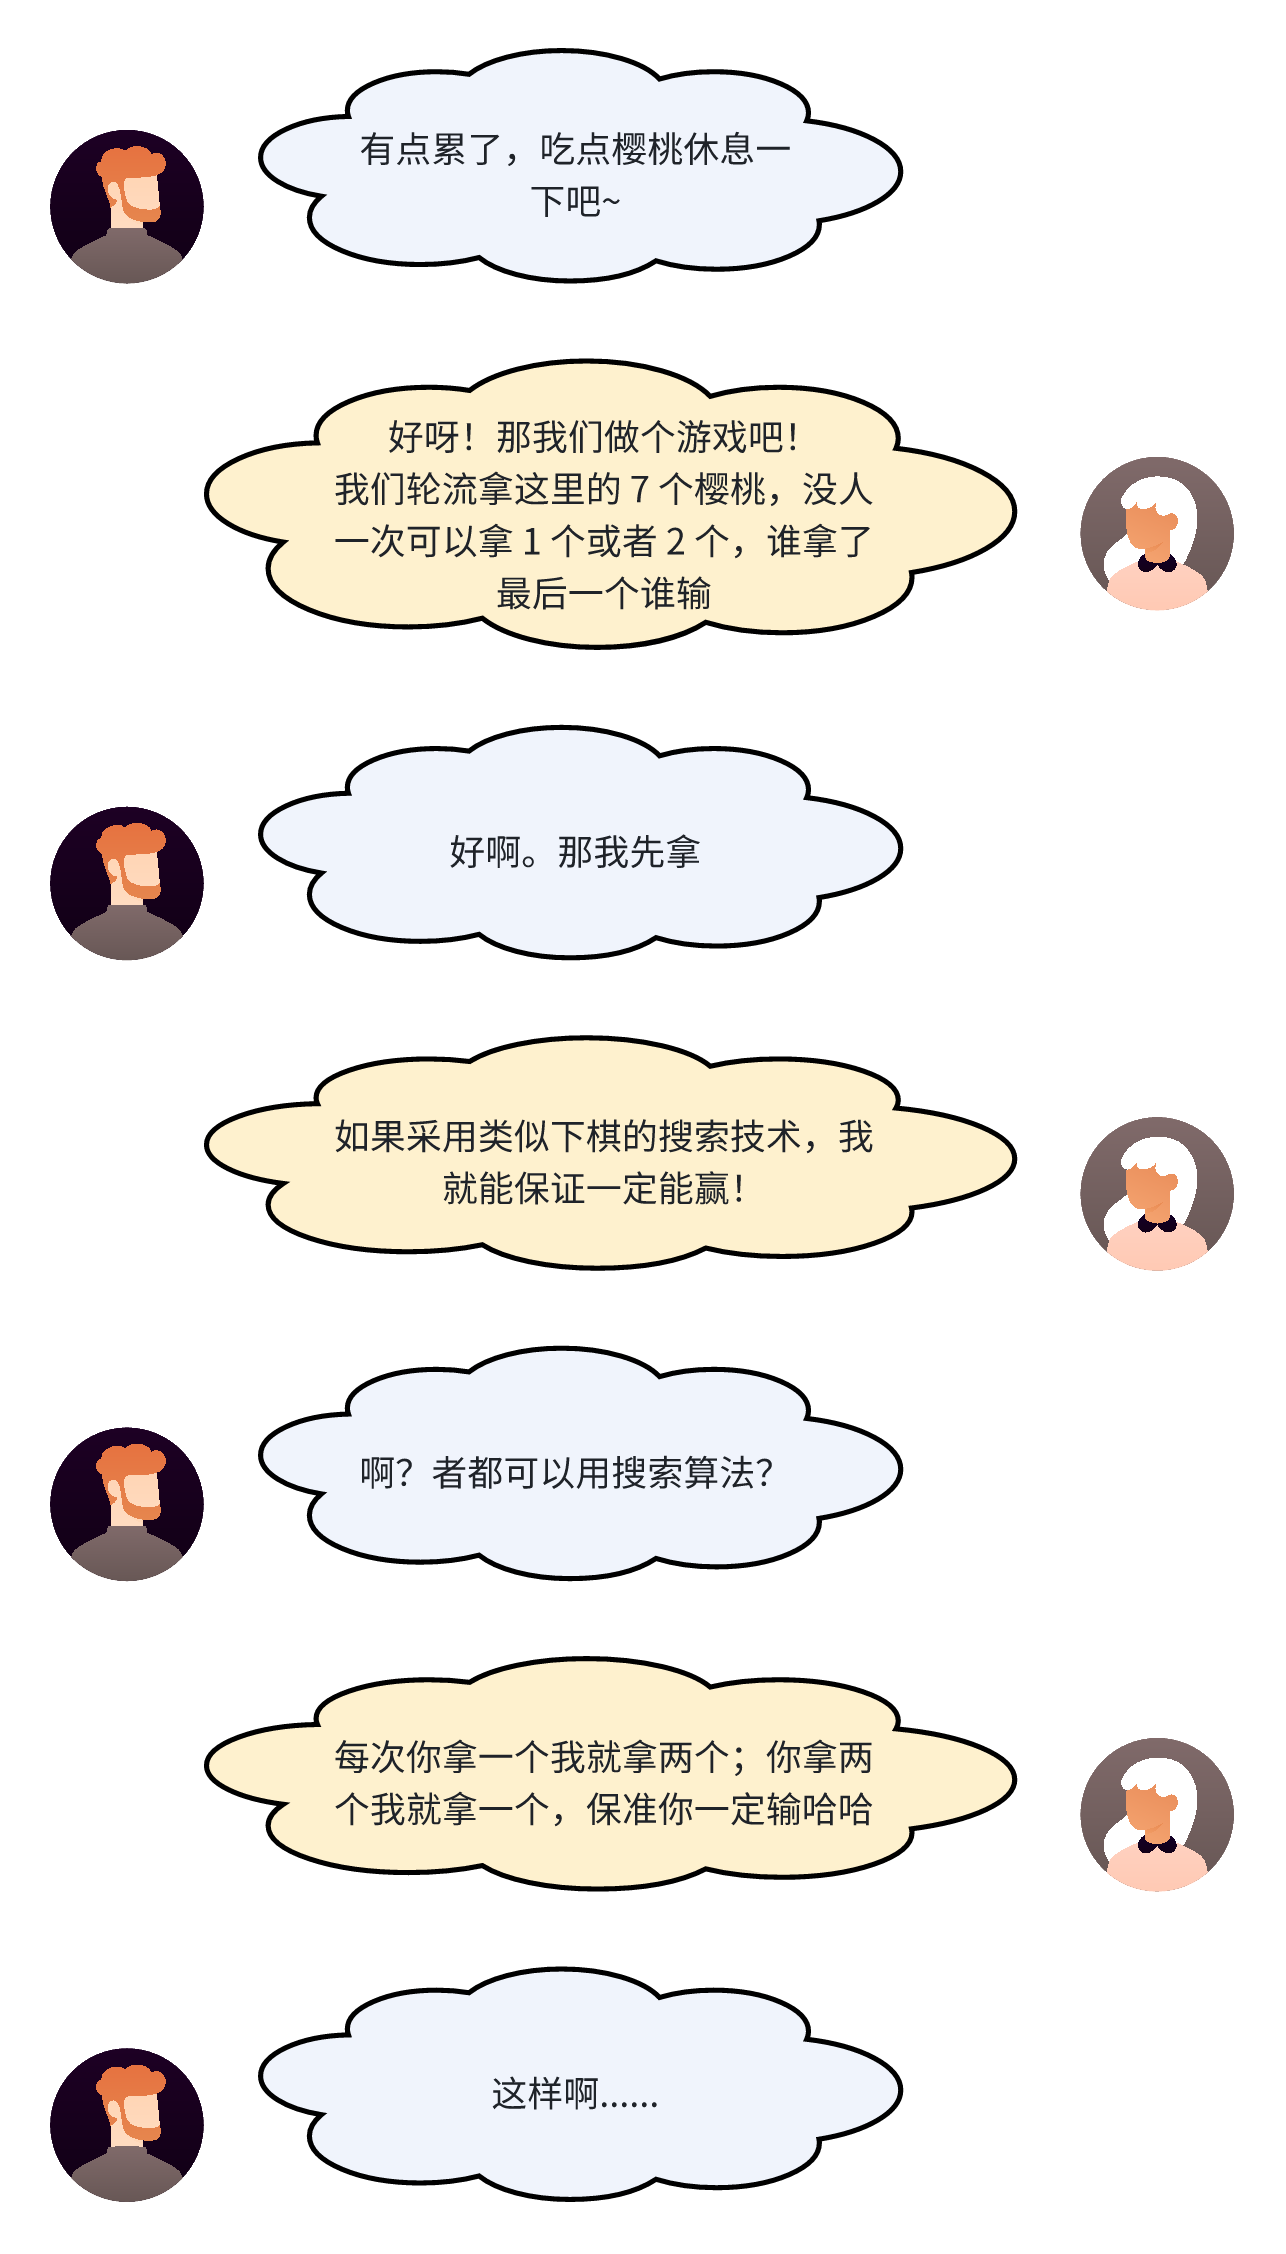 有点累了，吃点樱桃休息一
下吧~
好呀！那我们做个游戏吧！
我们轮流拿这里的 7 个樱桃，没人
一次可以拿 1 个或者 2 个，谁拿了
最后一个谁输
好啊。那我先拿
如果采用类似下棋的搜索技术，我
就能保证一定能赢！
啊？者都可以用搜索算法？
每次你拿一个我就拿两个；你拿两
个我就拿一个，保准你一定输哈哈
这样啊......